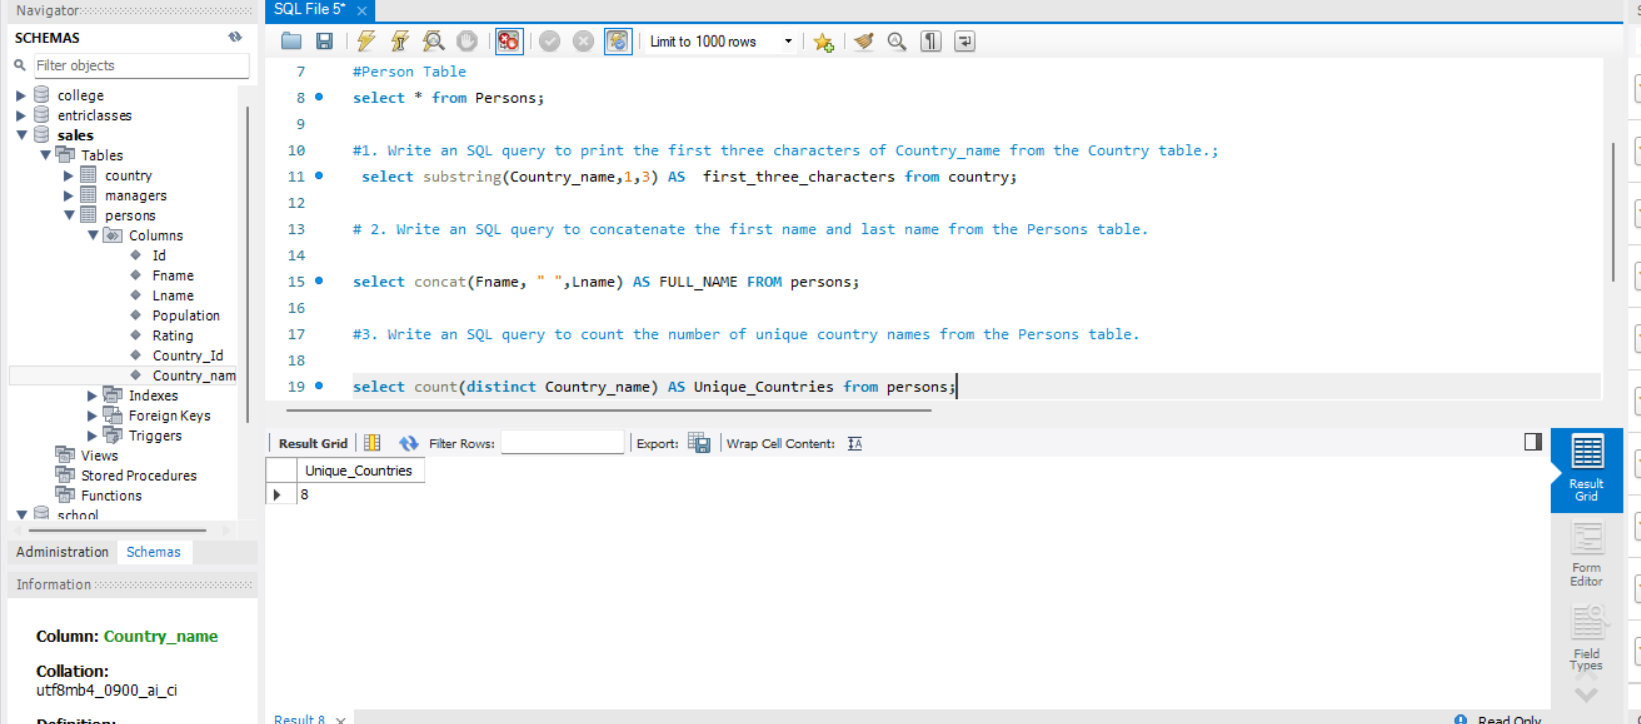 Navigator
SCHEMAS
Filter objects
college
entriclasses
sales
Tables
country
managers
persons
Columns
Id
Fname
Lname
Population
Rating
Country_Id
Country_nam
Indexes
Foreign Keys
Triggers
Views
Stored Procedures
Functions
school
Administration Schemas
Information
Column: Country_name
Collation:
utf8mb4_0900_ai_ci
Definition:
SQL File 5*
Limit to 1000 rows
7 #Person Table
8 select * from Persons;
9
10 #1. Write an SQL query to print the first three characters of Country_name from the Country table.;
11 select substring(Country_name,1,3) AS  first_three_characters from country;
12
13 # 2. Write an SQL query to concatenate the first name and last name from the Persons table.
14
15 select concat(Fname, " ",Lname) AS FULL_NAME FROM persons;
16
17 #3. Write an SQL query to count the number of unique country names from the Persons table.
18
19 select count(distinct Country_name) AS Unique_Countries from persons;
Result Grid Filter Rows: Export: Wrap Cell Content:
Unique_Countries
8
Result
Grid
Form
Editor
Field
Types
Result 8
Read Only